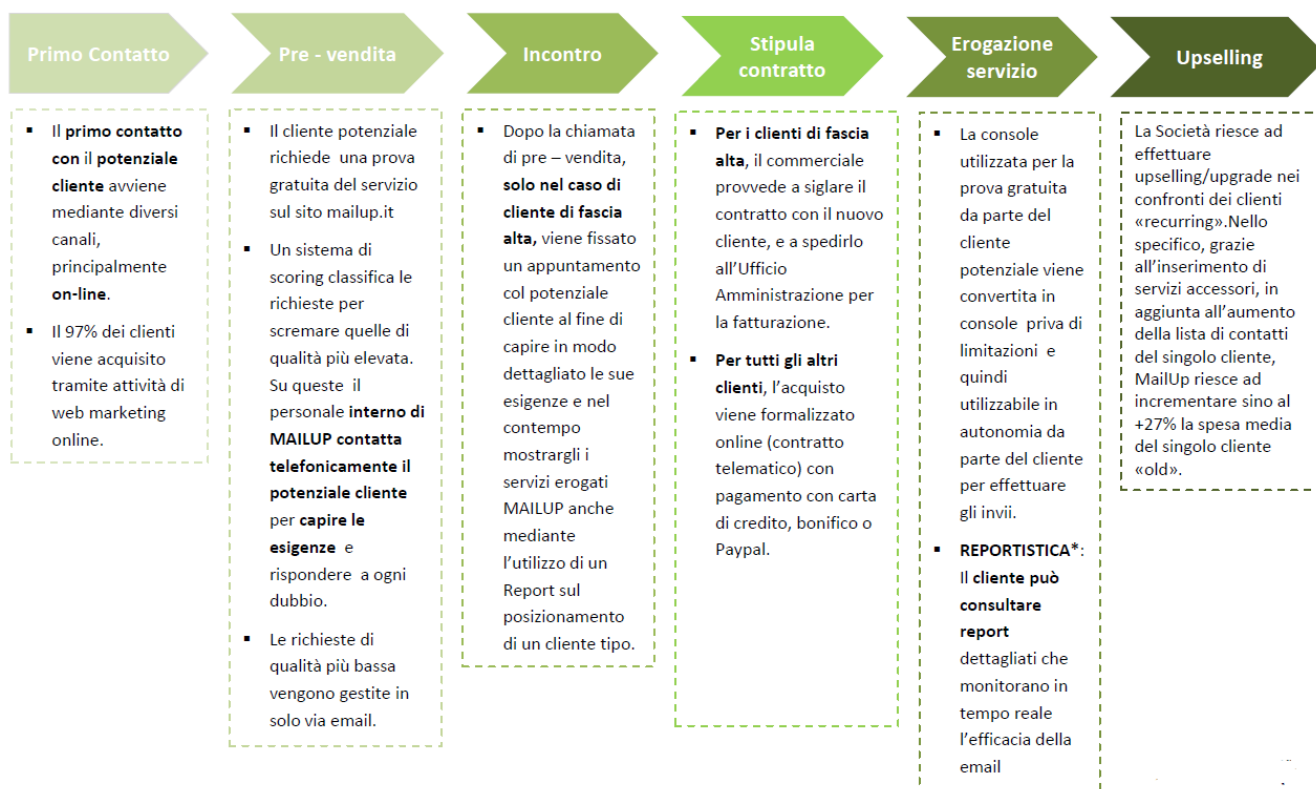 Primo Contatto
Pre - vendita
Incontro
Stipula
contratto
Erogazione
servizio
Upselling
▪ Il primo contatto
con il potenziale
cliente avviene
mediante diversi
canali,
principalmente
on-line.
▪ Il 97% dei clienti
viene acquisito
tramite attività di
web marketing
online.
▪ Il cliente potenziale
richiede una prova
gratuita del servizio
sul sito mailup.it
▪ Un sistema di
scoring classifica le
richieste per
scremare quelle di
qualità più elevata.
Su queste il
personale interno di
MAILUP contatta
telefonicamente il
potenziale cliente
per capire le
esigenze e
rispondere a ogni
dubbio.
▪ Le richieste di
qualità più bassa
vengono gestite in
solo via email.
▪ Dopo la chiamata
di pre – vendita,
solo nel caso di
cliente di fascia
alta, viene fissato
un appuntamento
col potenziale
cliente al fine di
capire in modo
dettagliato le sue
esigenze e nel
contempo
mostrargli i
servizi erogati
MAILUP anche
mediante
l'utilizzo di un
Report sul
posizionamento
di un cliente tipo.
▪ Per i clienti di fascia
alta, il commerciale
provvede a siglare il
contratto con il nuovo
cliente, e a spedirlo
all'Ufficio
Amministrazione per
la fatturazione.
▪ Per tutti gli altri
clienti, l'acquisto
viene formalizzato
online (contratto
telematico) con
pagamento con carta
di credito, bonifico o
Paypal.
▪ La console
utilizzata per la
prova gratuita
da parte del
cliente
potenziale viene
convertita in
console priva di
limitazioni e
quindi
utilizzabile in
autonomia da
parte del cliente
per effettuare
gli invii.
▪ REPORTISTICA*:
Il cliente può
consultare
report
dettagliati che
monitorano in
tempo reale
l'efficacia della
email
La Società riesce ad
effettuare
upselling/upgrade nei
confronti dei clienti
«recurring».Nello
specifico, grazie
all'inserimento di
servizi accessori, in
aggiunta all'aumento
della lista di contatti
del singolo cliente,
MailUp riesce ad
incrementare sino al
+27% la spesa media
del singolo cliente
«old».